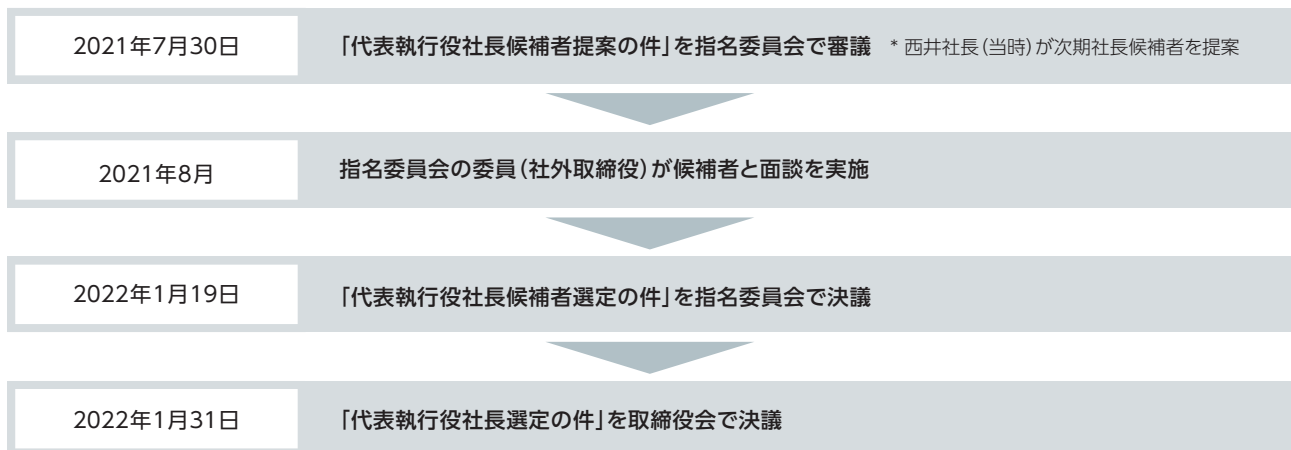 2021年7月30日 「代表執行役社長候補者提案の件」を指名委員会で審議 * 西井社長(当時)が次期社長候補者を提案
2021年8月 指名委員会の委員(社外取締役)が候補者と面談を実施
2022年1月19日 「代表執行役社長候補者選定の件」を指名委員会で決議
2022年1月31日 「代表執行役社長選定の件」を取締役会で決議